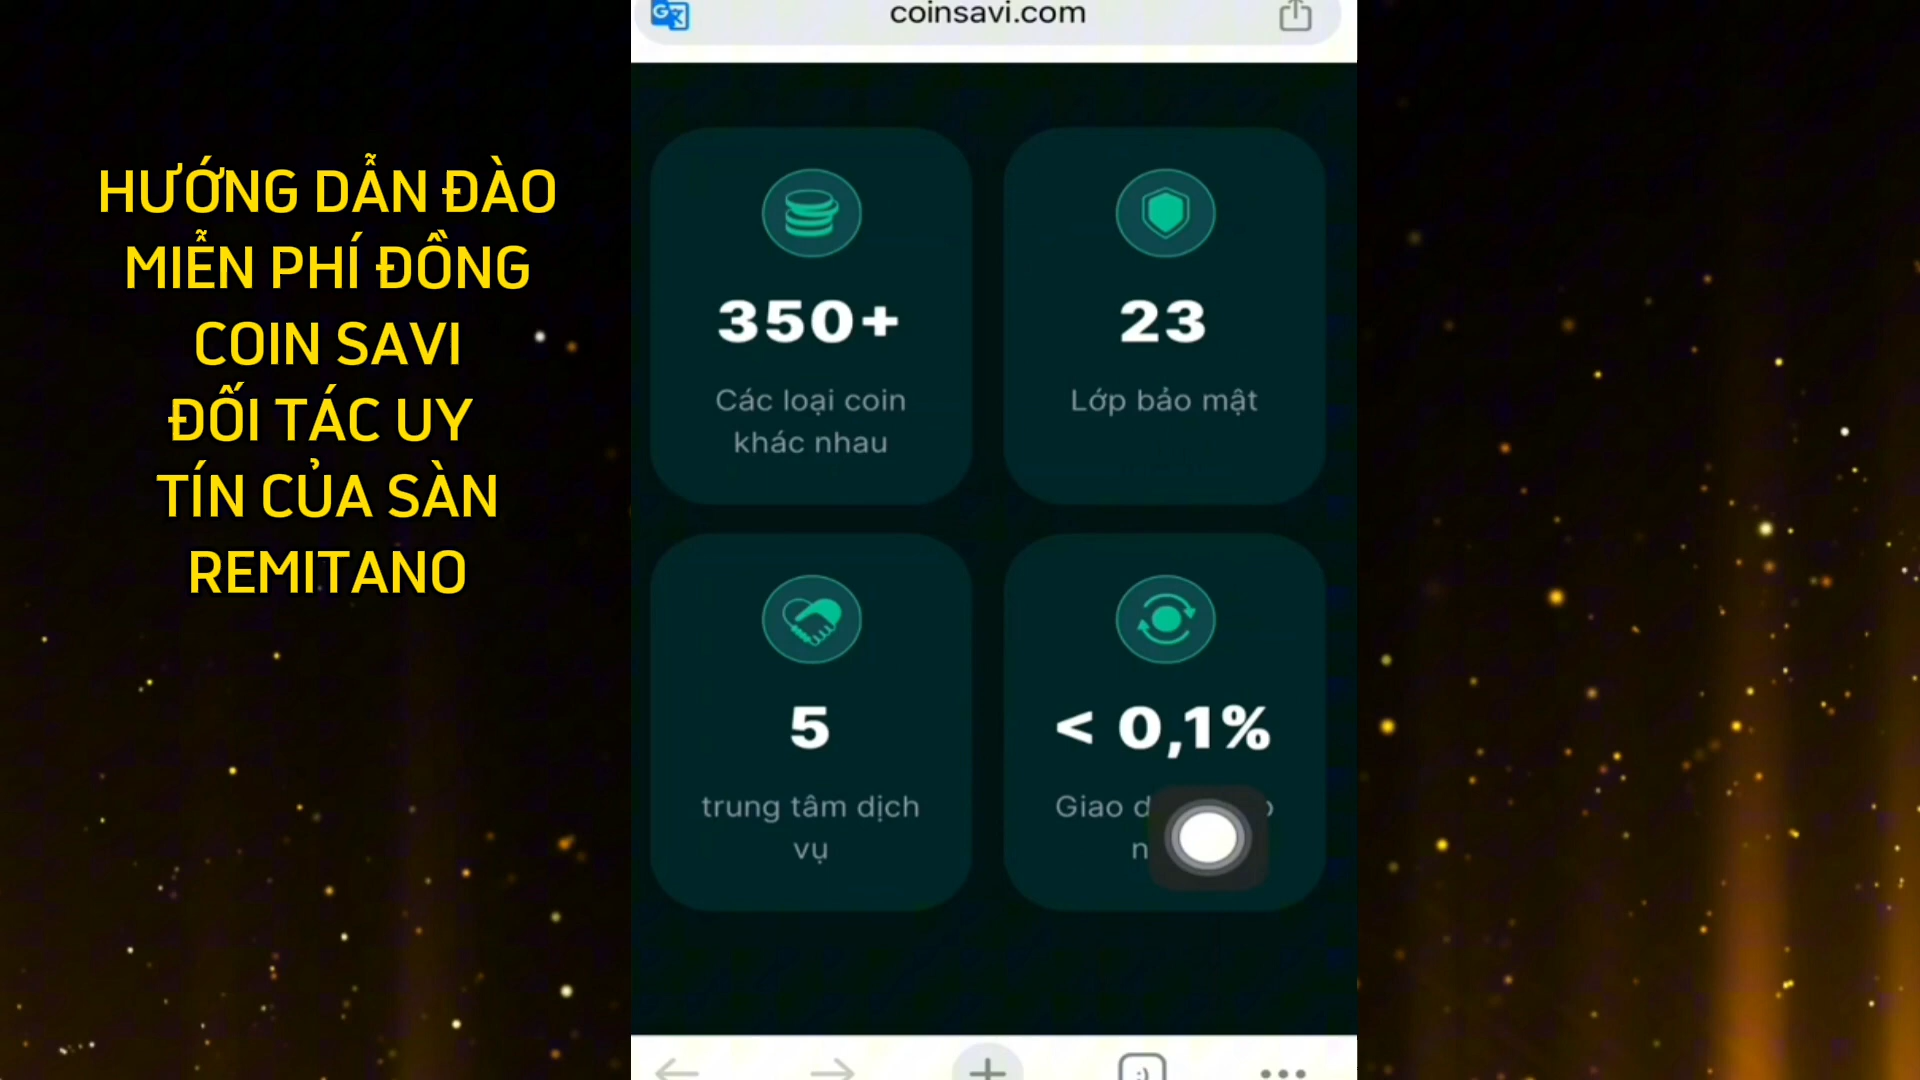 HƯỚNG DẪN ĐÀO
MIỄN PHÍ ĐỒNG
COIN SAVI
ĐỐI TÁC UY
TÍN CỦA SÀN
REMITANO
coinsavi.com
350+
Các loại coin
khác nhau
23
Lớp bảo mật
5
trung tâm dịch
vụ
< 0,1%
Giao